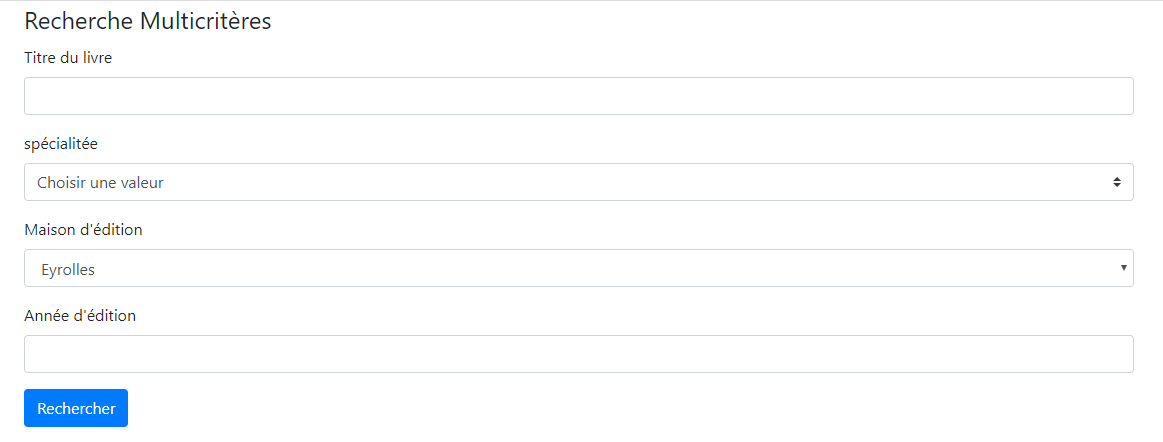 Recherche Multicritères
Titre du livre
spécialitée
Choisir une valeur
Maison d'édition
Eyrolles
Année d'édition
Rechercher